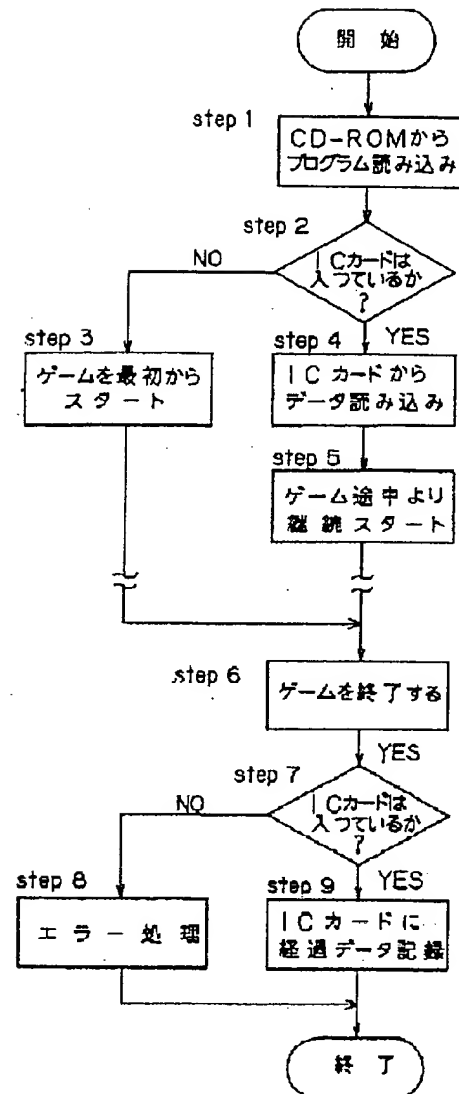 開始
step 1
CD-ROMから
プログラム読み込み
step 2
ICカードは
入つているか
?
NO
YES
step 3
ゲームを最初から
スタート
step 4
ICカードから
データ読み込み
step 5
ゲーム途中より
継続スタート
step 6
ゲームを終了する
YES
step 7
ICカードは
入つているか
?
NO
YES
step 8
エラー処理
step 9
ICカードに
経過データ記録
終了